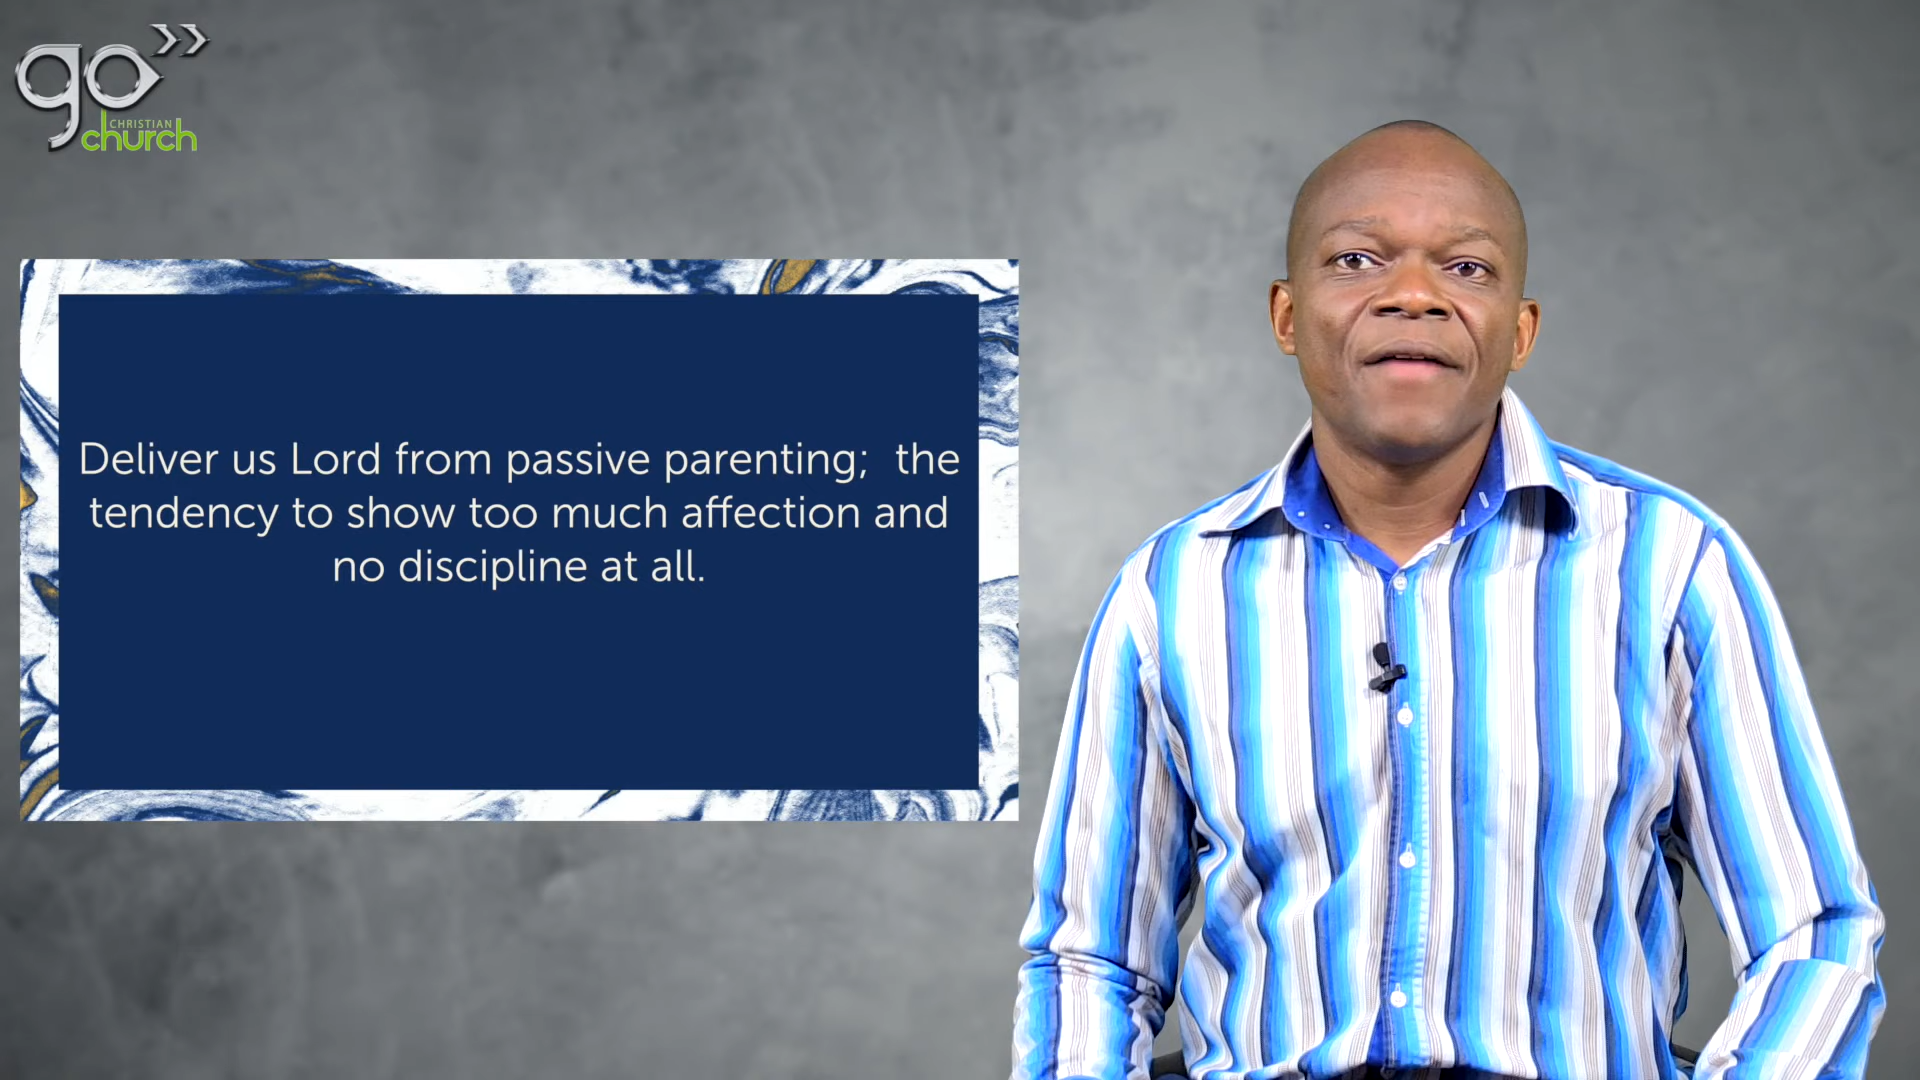 go
CHRISTIAN
church
Deliver us Lord from passive parenting;  the
tendency to show too much affection and
no discipline at all.